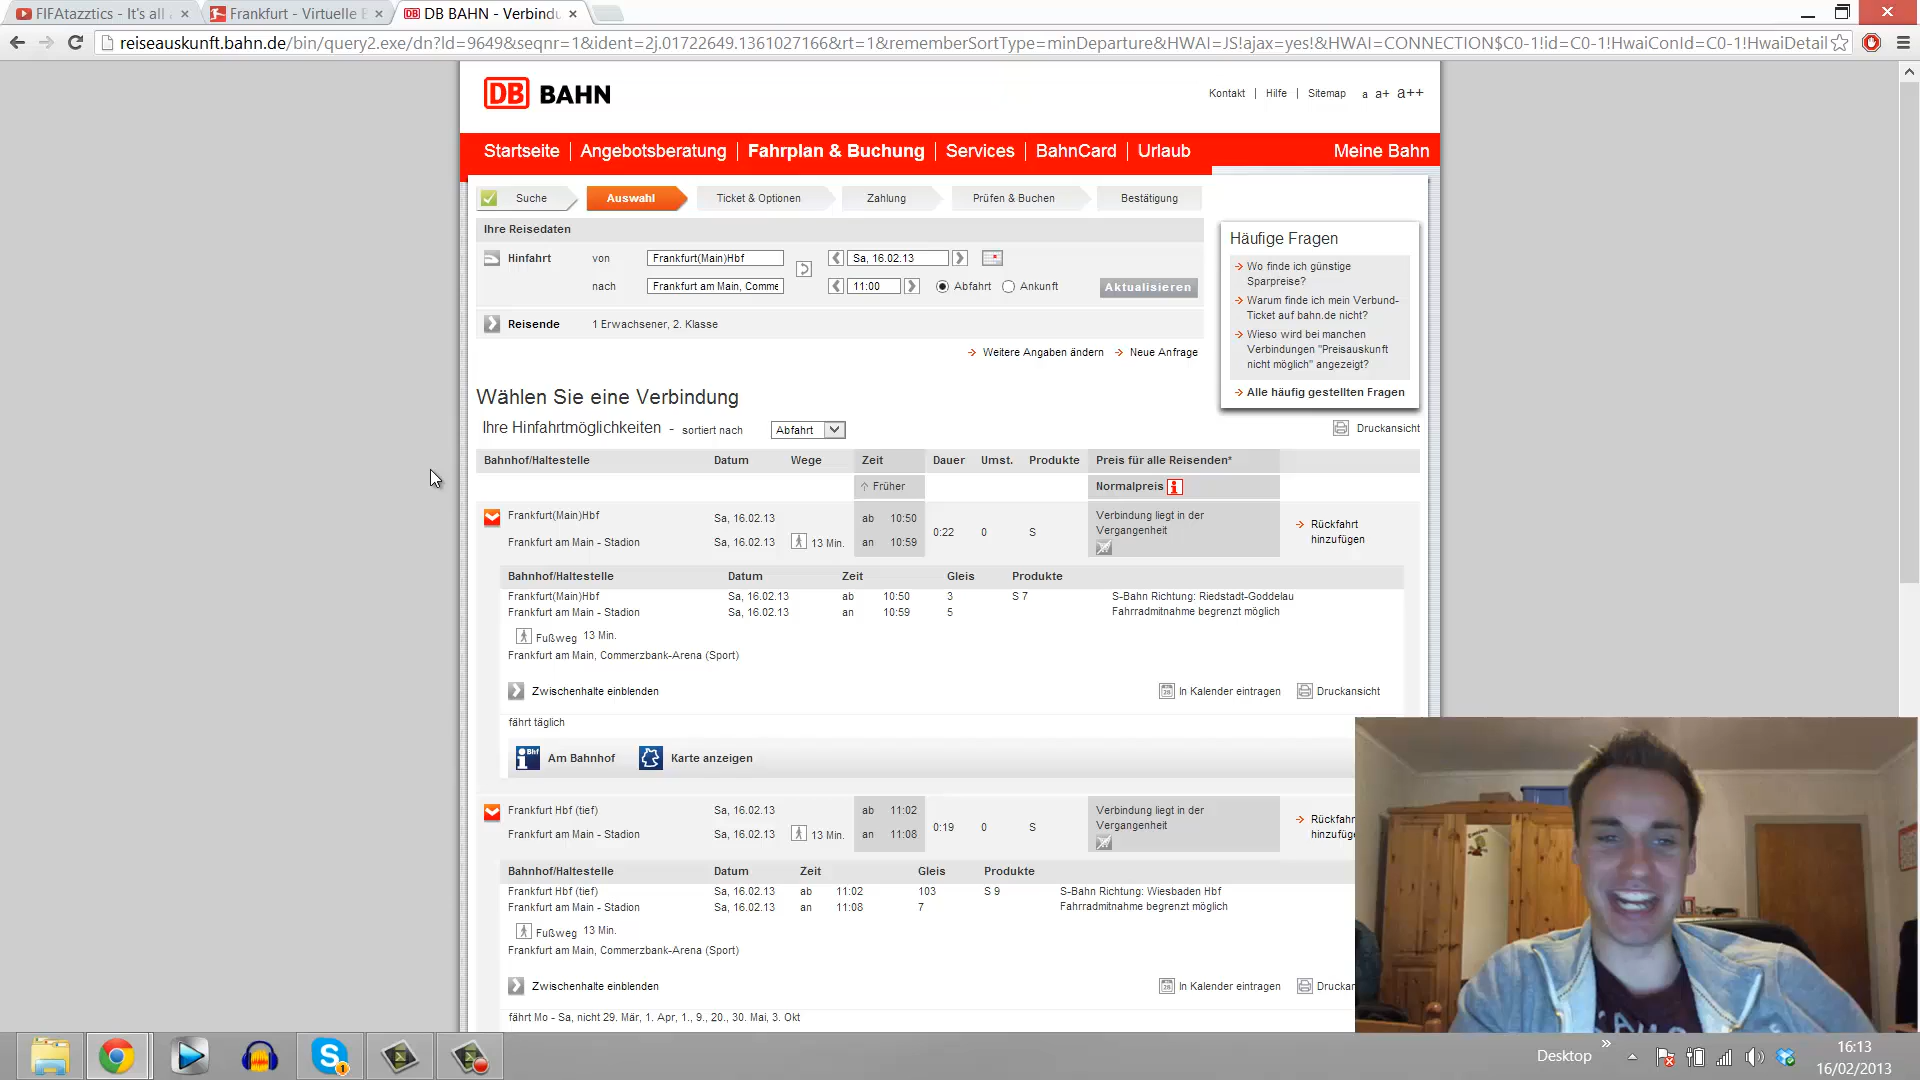 FIFAtazztics - It's all
Frankfurt - Virtuelle
DB BAHN - Verbindu
reiseauskunft.bahn.de/bin/query2.exe/dn?ld=9649&seqnr=1&ident=2j.01722649.1361027166&rt=1&rememberSortType=minDeparture&HWAI=JS!ajax=yes!&HWAI=CONNECTION$C0-1!id=C0-1!HwaiConId=C0-1!HwaiDetail
DB BAHN
Kontakt | Hilfe | Sitemap a a+ a++
Startseite | Angebotsberatung | Fahrplan & Buchung | Services | BahnCard | Urlaub Meine Bahn
Suche Auswahl Ticket & Optionen Zahlung Prüfen & Buchen Bestätigung
Ihre Reisedaten
Hinfahrt von Frankfurt(Main)Hbf Sa, 16.02.13
nach Frankfurt am Main, Comme 11:00 Abfahrt Ankunft Aktualisieren
Reisende 1 Erwachsener, 2. Klasse
Weitere Angaben ändern Neue Anfrage
Häufige Fragen
Wo finde ich günstige
Sparpreise?
Warum finde ich mein Verbund-
Ticket auf bahn.de nicht?
Wieso wird bei manchen
Verbindungen "Preisauskunft
nicht möglich" angezeigt?
Alle häufig gestellten Fragen
Wählen Sie eine Verbindung
Ihre Hinfahrtmöglichkeiten - sortiert nach Abfahrt
Druckansicht
Bahnhof/Haltestelle Datum Wege Zeit Dauer Umst. Produkte Preis für alle Reisenden*
Früher Normalpreis
Frankfurt(Main)Hbf Sa, 16.02.13 ab 10:50
Frankfurt am Main - Stadion Sa, 16.02.13 13 Min. an 10:59
0:22 0 S
Verbindung liegt in der
Vergangenheit
Rückfahrt
hinzufügen
Bahnhof/Haltestelle Datum Zeit Gleis Produkte
Frankfurt(Main)Hbf Sa, 16.02.13 ab 10:50 3 S 7 S-Bahn Richtung: Riedstadt-Goddelau
Frankfurt am Main - Stadion Sa, 16.02.13 an 10:59 5 Fahrradmitnahme begrenzt möglich
Fußweg 13 Min.
Frankfurt am Main, Commerzbank-Arena (Sport)
Zwischenhalte einblenden In Kalender eintragen Druckansicht
fährt täglich
Am Bahnhof Karte anzeigen
Frankfurt Hbf (tief) Sa, 16.02.13 ab 11:02
Frankfurt am Main - Stadion Sa, 16.02.13 13 Min. an 11:08
0:19 0 S
Verbindung liegt in der
Vergangenheit
Rückfahr
hinzufüg
Bahnhof/Haltestelle Datum Zeit Gleis Produkte
Frankfurt Hbf (tief) Sa, 16.02.13 ab 11:02 103 S 9 S-Bahn Richtung: Wiesbaden Hbf
Frankfurt am Main - Stadion Sa, 16.02.13 an 11:08 7 Fahrradmitnahme begrenzt möglich
Fußweg 13 Min.
Frankfurt am Main, Commerzbank-Arena (Sport)
Zwischenhalte einblenden In Kalender eintragen Druckan
fährt Mo - Sa, nicht 29. Mär, 1. Apr, 1., 9., 20., 30. Mai, 3. Okt
Desktop
16:13
16/02/2013